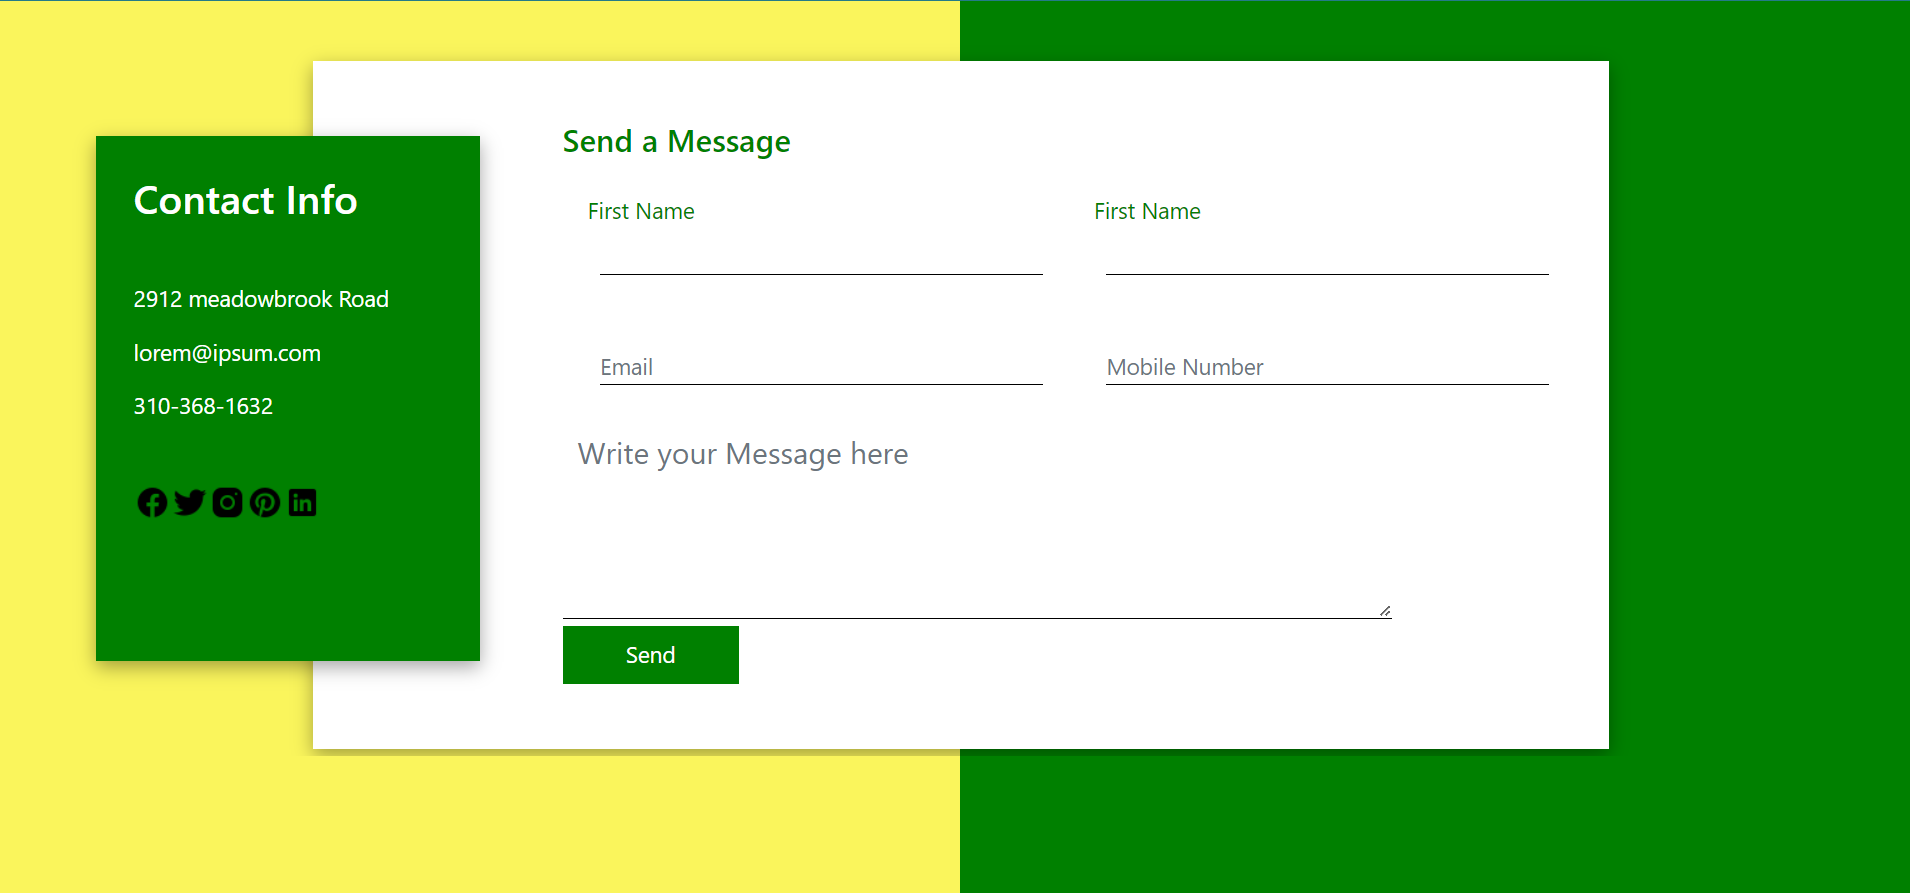 Contact Info
2912 meadowbrook Road
lorem@ipsum.com
310-368-1632
Send a Message
First Name
First Name
Email
Mobile Number
Write your Message here
Send